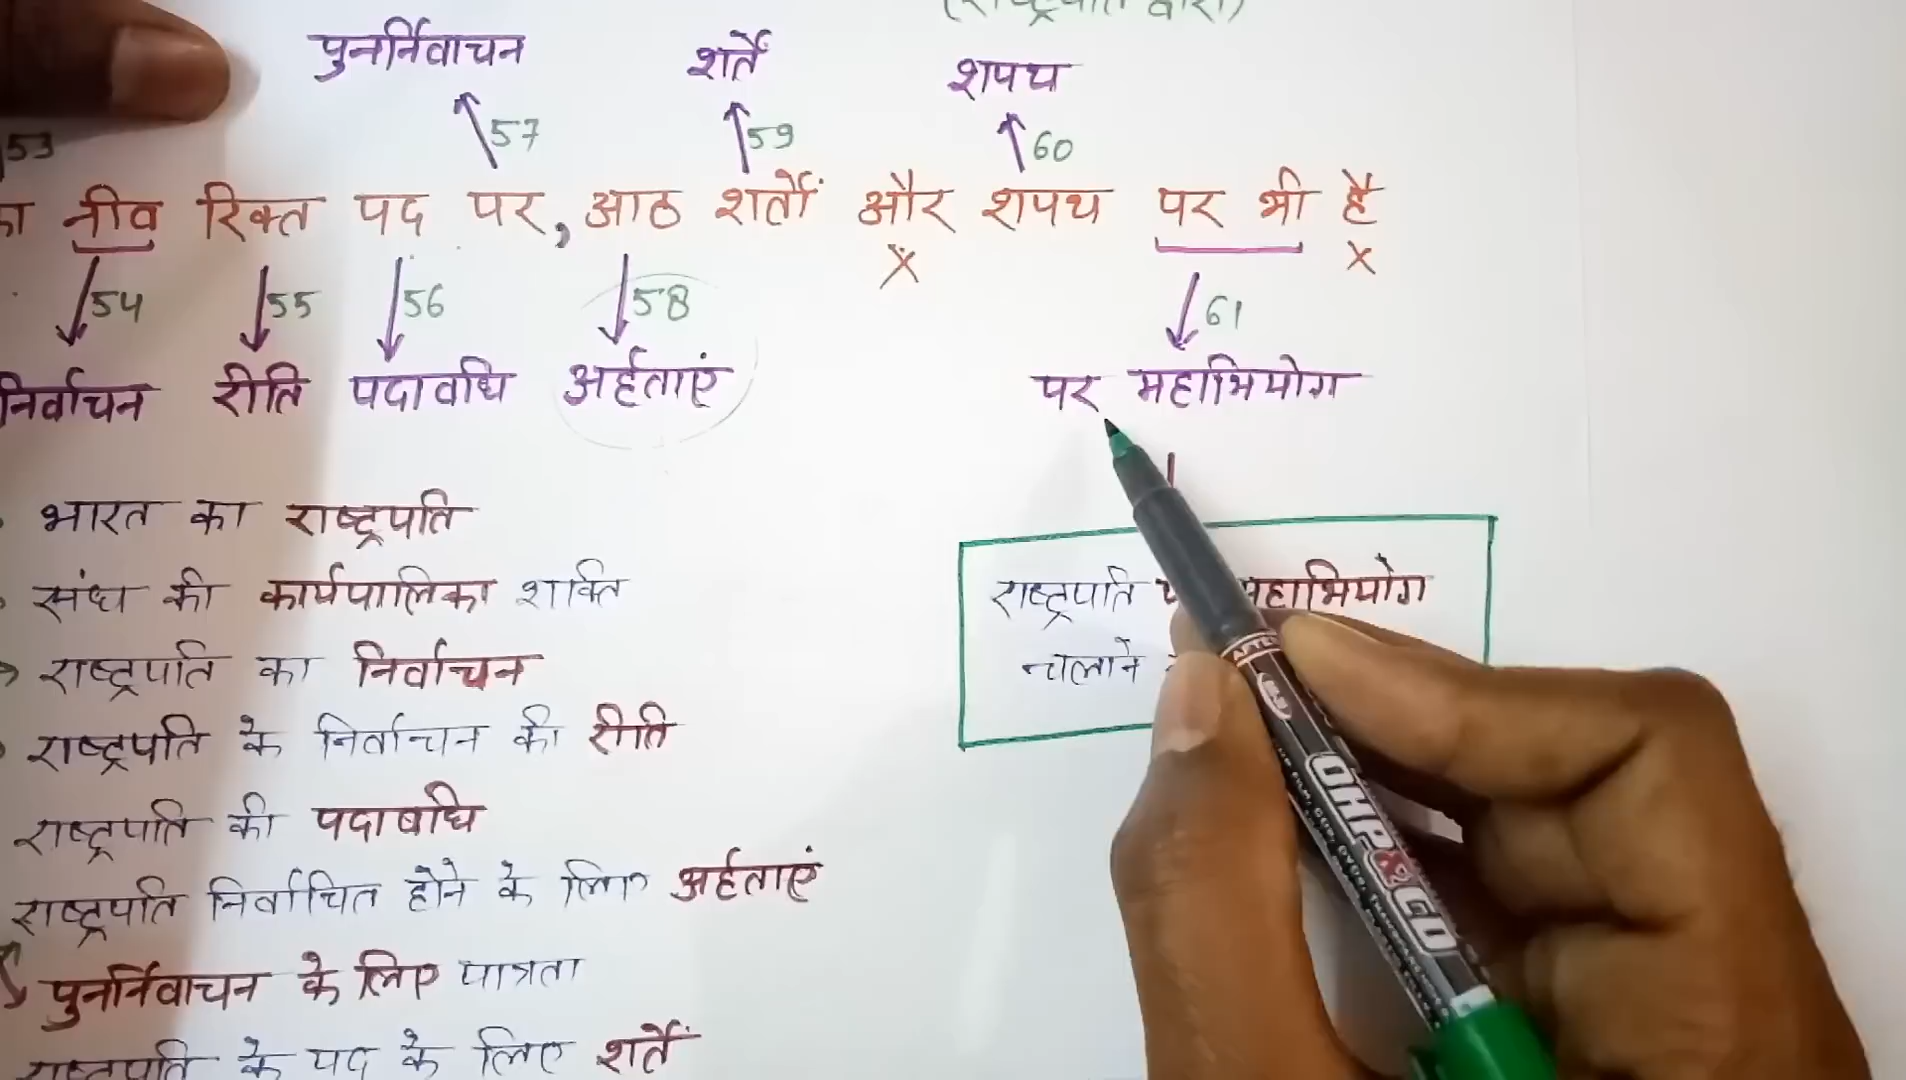 (राष्ट्रपति द्वारा)
पुनर्निवाचन शर्तें शपथ
53 57 59 60
का नीव रिक्त पद पर, आठ शर्तों और शपथ पर भी है
x x
54 55 56 58 61
निर्वाचन रीति पदावधि अर्हताएं पर महाभियोग
भारत का राष्ट्रपति
संघ की कार्यपालिका शक्ति
राष्ट्रपति का निर्वाचन
राष्ट्रपति के निर्वाचन की रीति
राष्ट्रपति की पदाबधि
राष्ट्रपति निर्वाचित होने के लिए अर्हताएं
पुनर्निवाचन के लिए पात्रता
राष्ट्रपति के पद के लिए शर्तें
राष्ट्रपति महाभियोग
चलाने
OHP & CD